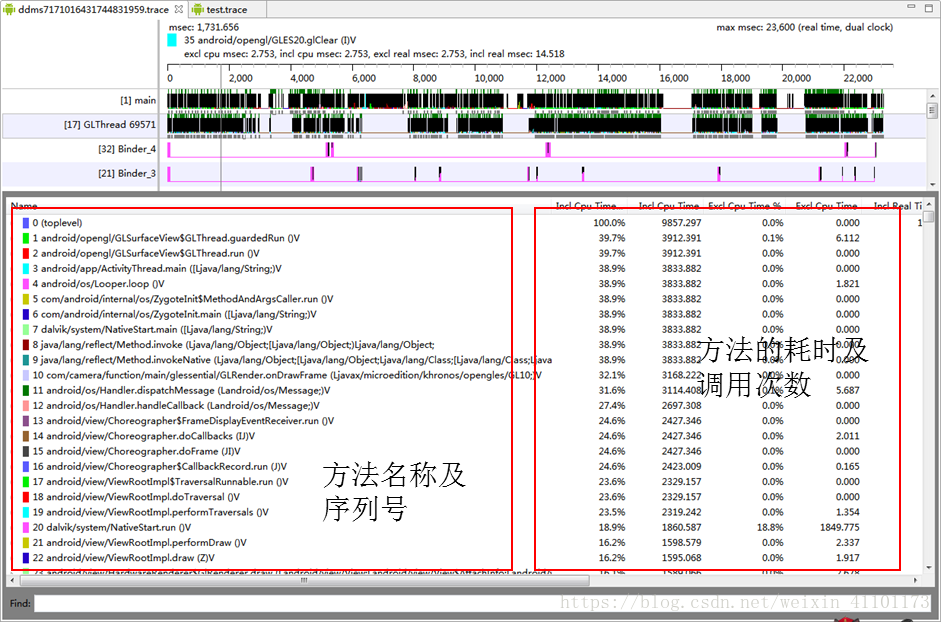 ddms7171016431744831959.trace test.trace
msec: 1,731.656 max msec: 23,600 (real time, dual clock)
35 android/opengl/GLES20.glClear (I)V
excl cpu msec: 2.753, incl cpu msec: 2.753, excl real msec: 2.753, incl real msec: 14.518
0 2,000 4,000 6,000 8,000 10,000 12,000 14,000 16,000 18,000 20,000 22,000
[1] main
[17] GLThread 69571
[32] Binder_4
[21] Binder_3
Name Incl Cpu Time... Incl Cpu Time Excl Cpu Time % Excl Cpu Time Incl Real Ti
0 (toplevel) 100.0% 9857.297 0.0% 0.000 1
1 android/opengl/GLSurfaceView$GLThread.guardedRun ()V 39.7% 3912.391 0.1% 6.112
2 android/opengl/GLSurfaceView$GLThread.run ()V 39.7% 3912.391 0.0% 0.000
3 android/app/ActivityThread.main ([Ljava/lang/String;)V 38.9% 3833.882 0.0% 0.000
4 android/os/Looper.loop ()V 38.9% 3833.882 0.0% 1.821
5 com/android/internal/os/ZygoteInit$MethodAndArgsCaller.run ()V 38.9% 3833.882 0.0% 0.000
6 com/android/internal/os/ZygoteInit.main ([Ljava/lang/String;)V 38.9% 3833.882 0.0% 0.000
7 dalvik/system/NativeStart.main ([Ljava/lang/String;)V 38.9% 3833.882 0.0% 0.000
8 java/lang/reflect/Method.invoke (Ljava/lang/Object;[Ljava/lang/Object;)Ljava/lang/Object; 38.9% 3833.882 0.0% 0.000
9 java/lang/reflect/Method.invokeNative (Ljava/lang/Object;[Ljava/lang/Object;Ljava/lang/Class;[Ljava/lang/Class;Ljava 38.9% 3833.882 0.0% 0.000
方法的耗时及
10 com/camera/function/main/glessential/GLRender.onDrawFrame (Ljavax/microedition/khronos/opengles/GL10;)V 32.1% 3168.222 0.0% 0.000
调用次数
11 android/os/Handler.dispatchMessage (Landroid/os/Message;)V 31.6% 3114.408 0.1% 5.687
12 android/os/Handler.handleCallback (Landroid/os/Message;)V 27.4% 2697.308 0.0% 0.000
13 android/view/Choreographer$FrameDisplayEventReceiver.run ()V 24.6% 2427.346 0.0% 0.000
14 android/view/Choreographer.doCallbacks (IJ)V 24.6% 2427.346 0.0% 2.011
15 android/view/Choreographer.doFrame (JI)V 24.6% 2427.346 0.0% 0.000
16 android/view/Choreographer$CallbackRecord.run (J)V 24.6% 2423.009 0.0% 0.165
方法名称及
17 android/view/ViewRootImpl$TraversalRunnable.run ()V 23.6% 2329.157 0.0% 0.000
18 android/view/ViewRootImpl.doTraversal ()V 23.6% 2329.157 0.0% 0.000
序列号
19 android/view/ViewRootImpl.performTraversals ()V 23.5% 2319.242 0.0% 1.354
20 dalvik/system/NativeStart.run ()V 18.9% 1860.587 18.8% 1849.775
21 android/view/ViewRootImpl.performDraw ()V 16.2% 1598.579 0.0% 2.337
22 android/view/ViewRootImpl.draw (Z)V 16.2% 1595.068 0.0% 1.917
Find:
https://blog.csdn.net/weixin_41101173